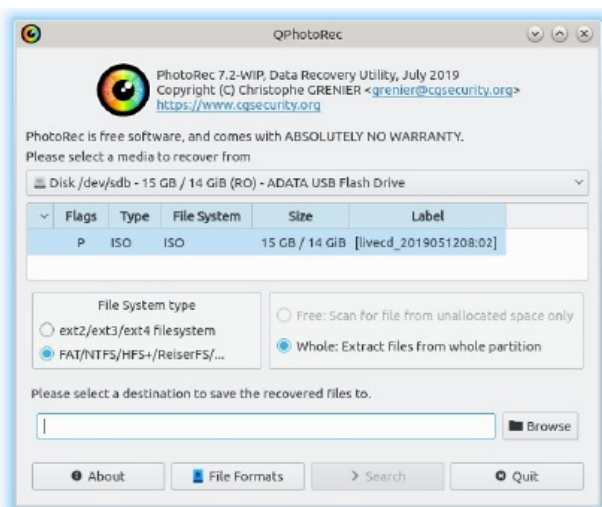 QPhotoRec
PhotoRec 7.2-WIP, Data Recovery Utility, July 2019
Copyright (C) Christophe GRENIER <grenier@cgsecurity.org>
https://www.cgsecurity.org
PhotoRec is free software, and comes with ABSOLUTELY NO WARRANTY.
Please select a media to recover from
Disk /dev/sdb - 15 GB / 14 GiB (RO) - ADATA USB Flash Drive
Flags Type File System Size Label
P ISO ISO 15 GB / 14 GiB [livecd_2019051208:02]
File System type
ext2/ext3/ext4 filesystem
FAT/NTFS/HFS+/ReiserFS/...
Free: Scan for file from unallocated space only
Whole: Extract files from whole partition
Please select a destination to save the recovered files to.
Browse
About File Formats Search Quit